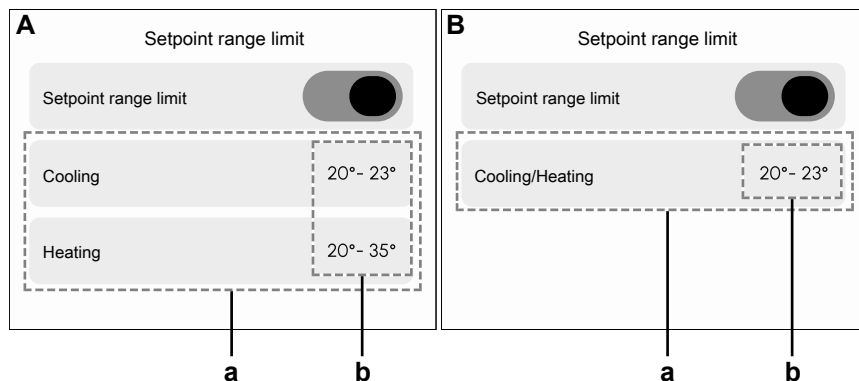 A
Setpoint range limit
Setpoint range limit
Cooling 20°- 23°
Heating 20°- 35°
a b
B
Setpoint range limit
Setpoint range limit
Cooling/Heating 20°- 23°
a b